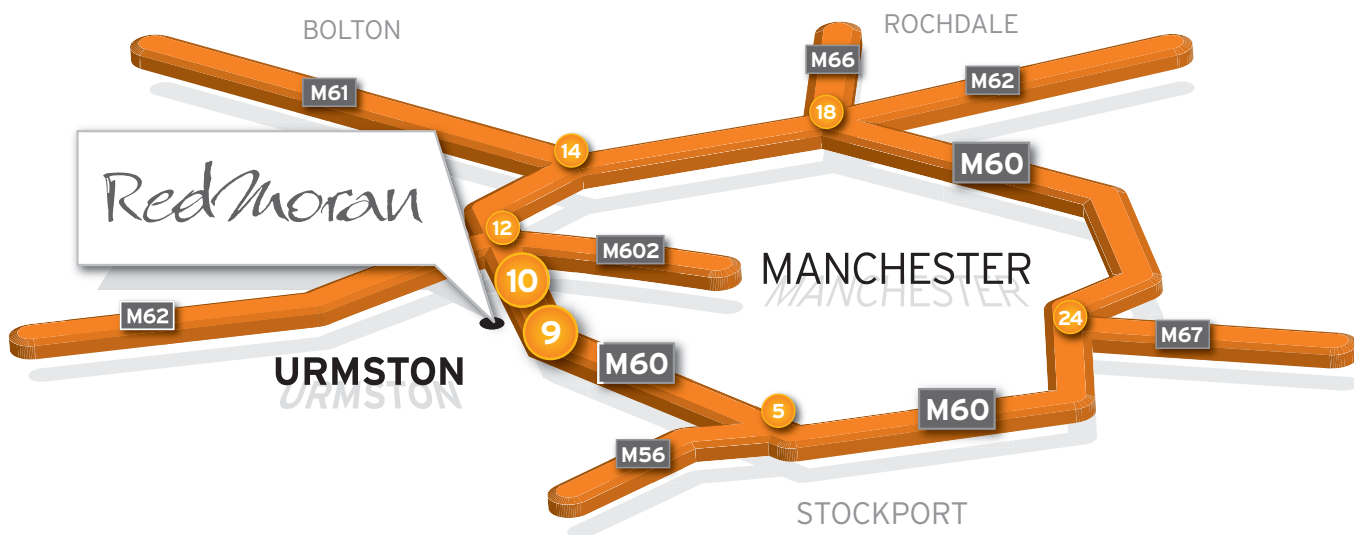 BOLTON
ROCHDALE
M66
M62
M61
18
14
M60
RedMoran
12
M602
MANCHESTER
10
M62
9
24
M67
URMSTON
M60
5
M60
M56
STOCKPORT